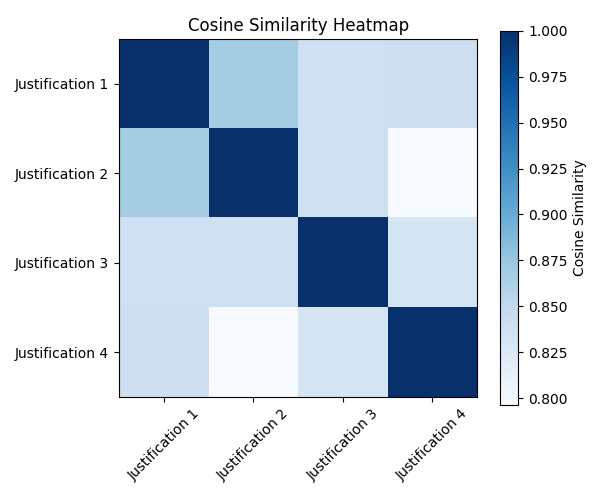 Cosine Similarity Heatmap
Justification 1
Justification 2
Justification 3
Justification 4
Justification 1
Justification 2
Justification 3
Justification 4
1.000
0.975
0.950
0.925
0.900
0.875
0.850
0.825
0.800
Cosine Similarity